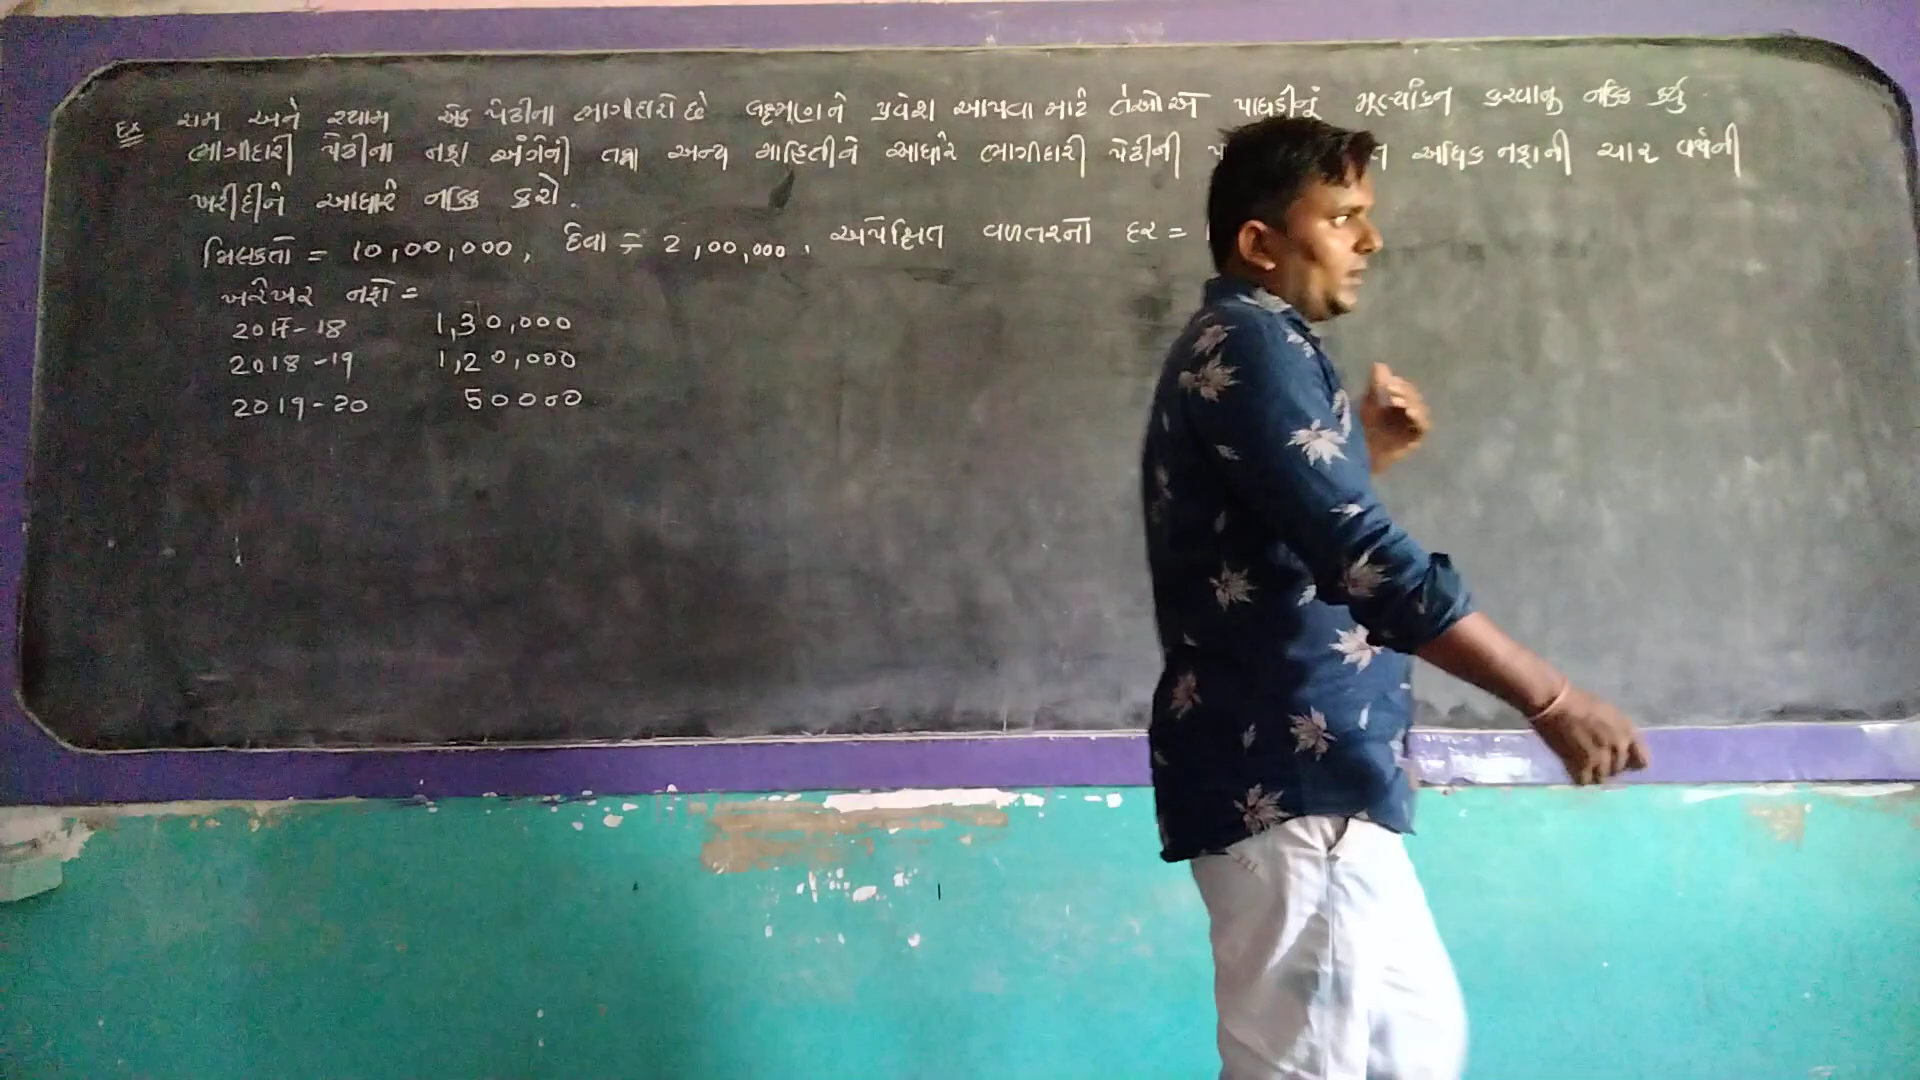 Ex રામ અને શ્યામ એક પેઢીના ભાગીદારો છે લક્ષ્મણને પ્રવેશ આપવા માટે તેઓએ પાઘડીનું મૂલ્યાંકન કરવાનું નક્કિ કર્યું.
ભાગીદારી પેઢીના નફા અંગેની તથા અન્ય માહિતીને આધારે ભાગીદારી પેઢીની અધિક નફાની ચાર વર્ષની
ખરીદીને આધારે નક્કિ કરો.
મિલકતો = 10,00,000, દેવા = 2,00,000, અપેક્ષિત વળતરનો દર =
ખરેખર નફો =
2017-18 1,30,000
2018-19 1,20,000
2019-20 50000